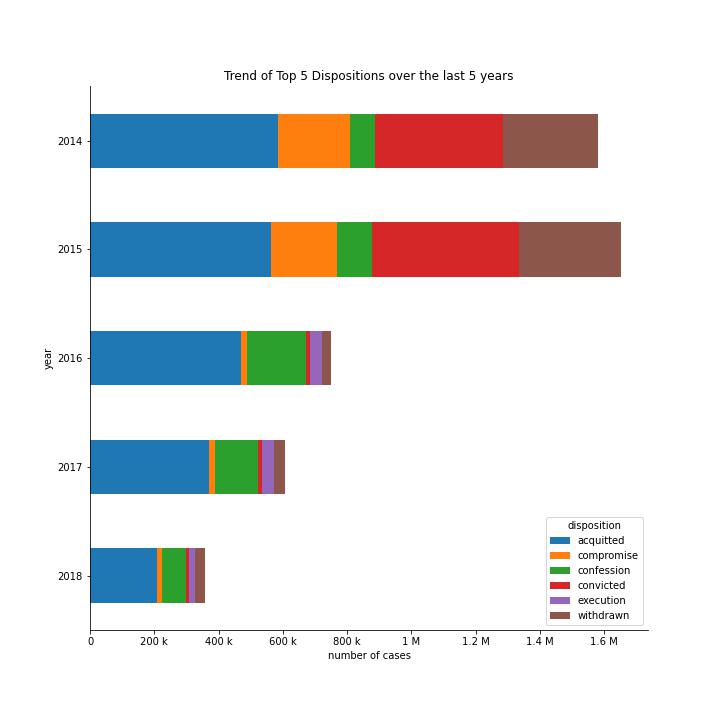 Trend of Top 5 Dispositions over the last 5 years
2014
2015
2016
2017
2018
year
disposition
acquitted
compromise
confession
convicted
execution
withdrawn
0 200 k 400 k 600 k 800 k 1 M 1.2 M 1.4 M 1.6 M
number of cases